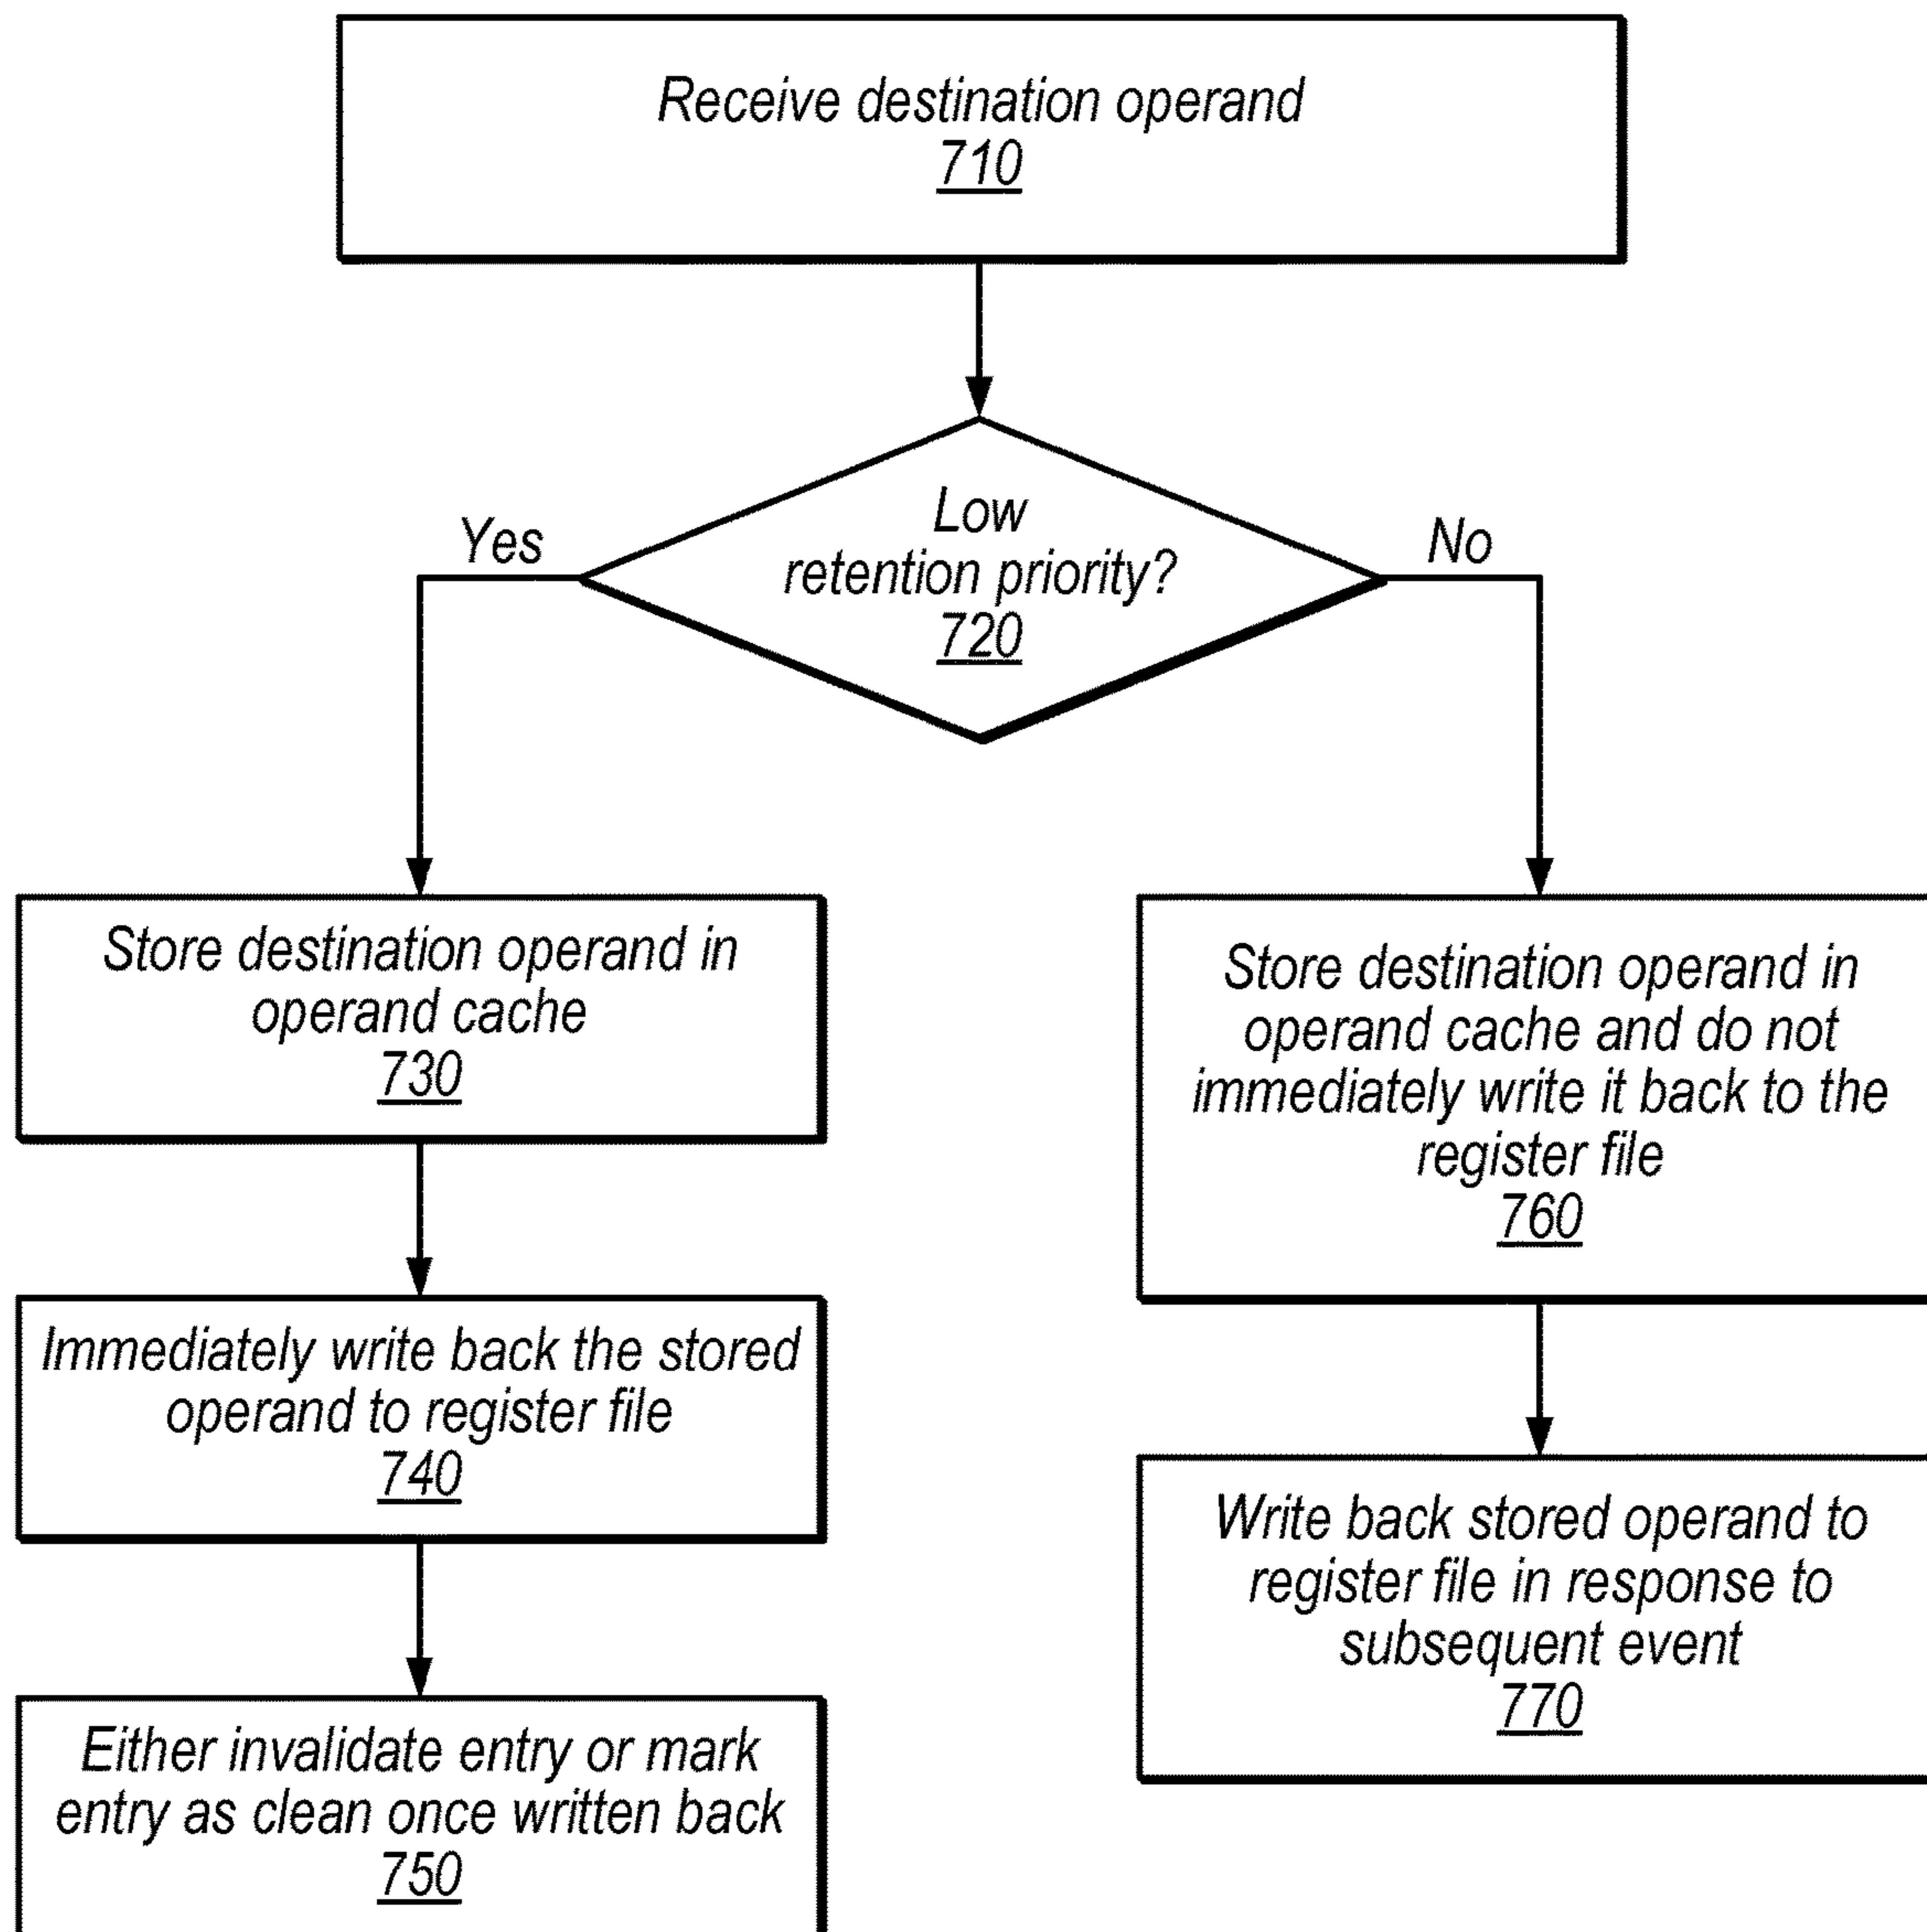 Receive destination operand
710
Low
retention priority?
720
Yes
No
Store destination operand in
operand cache
730
Immediately write back the stored
operand to register file
740
Either invalidate entry or mark
entry as clean once written back
750
Store destination operand in
operand cache and do not
immediately write it back to the
register file
760
Write back stored operand to
register file in response to
subsequent event
770